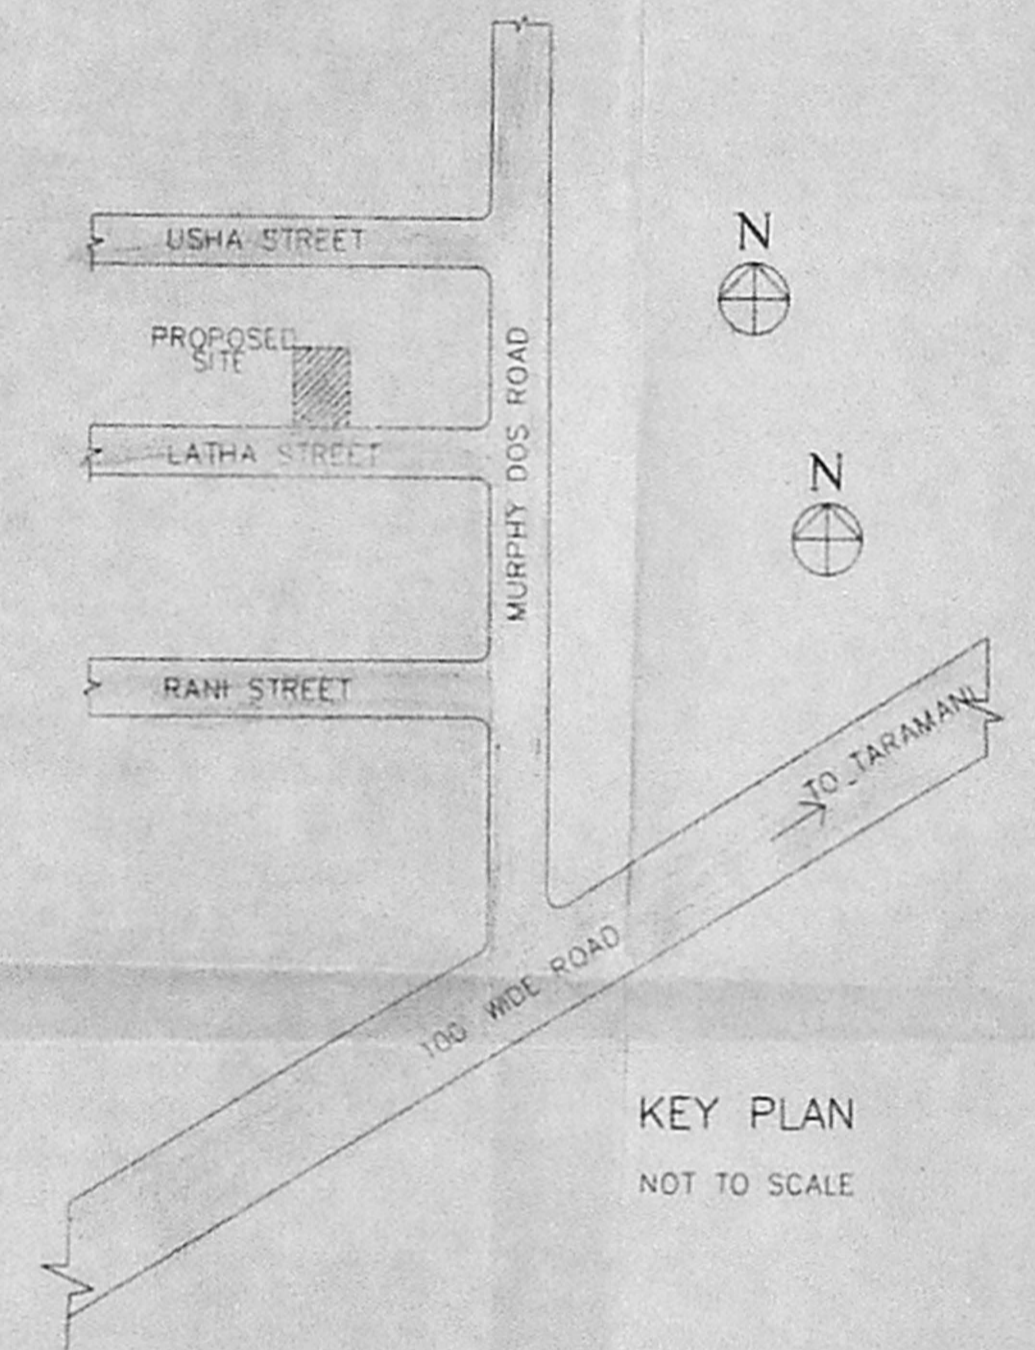 USHA STREET
N
PROPOSED
SITE
MURPHY DOS ROAD
LATHA STREET
N
RANI STREET
TO TARAMANI
100 WIDE ROAD
KEY PLAN
NOT TO SCALE